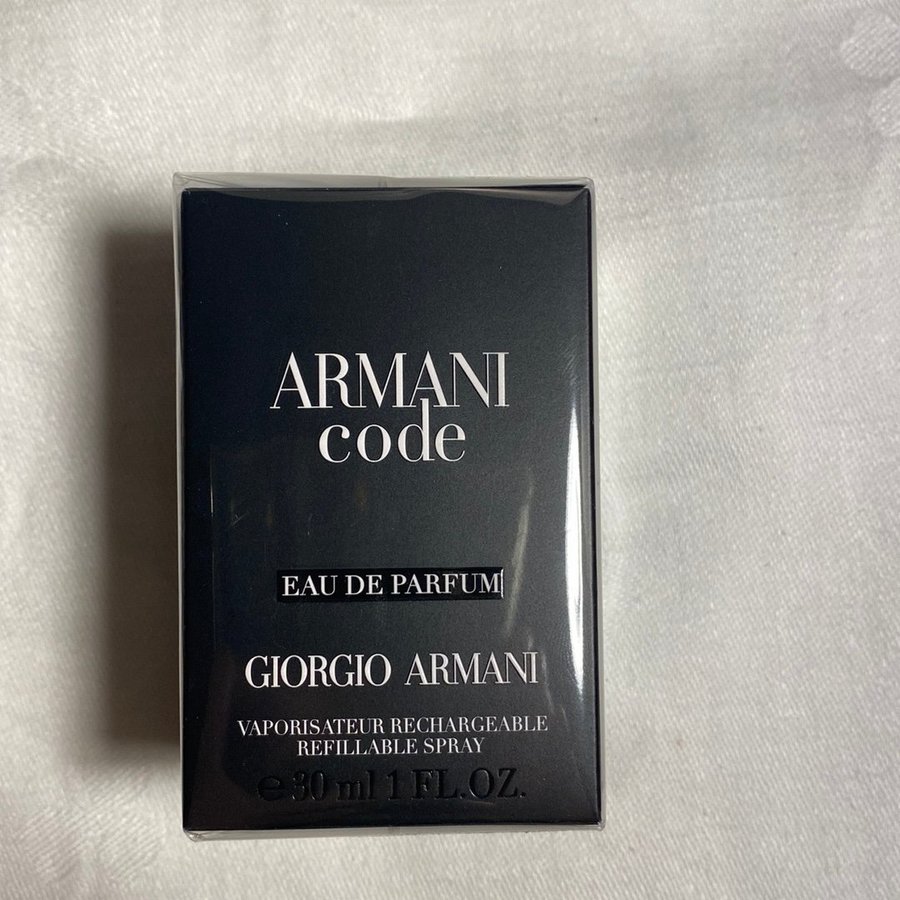 ARMANI
code
EAU DE PARFUM
GIORGIO ARMANI
VAPORISATEUR RECHARGEABLE
REFILLABLE SPRAY
℮ 30 ml 1 FL.OZ.